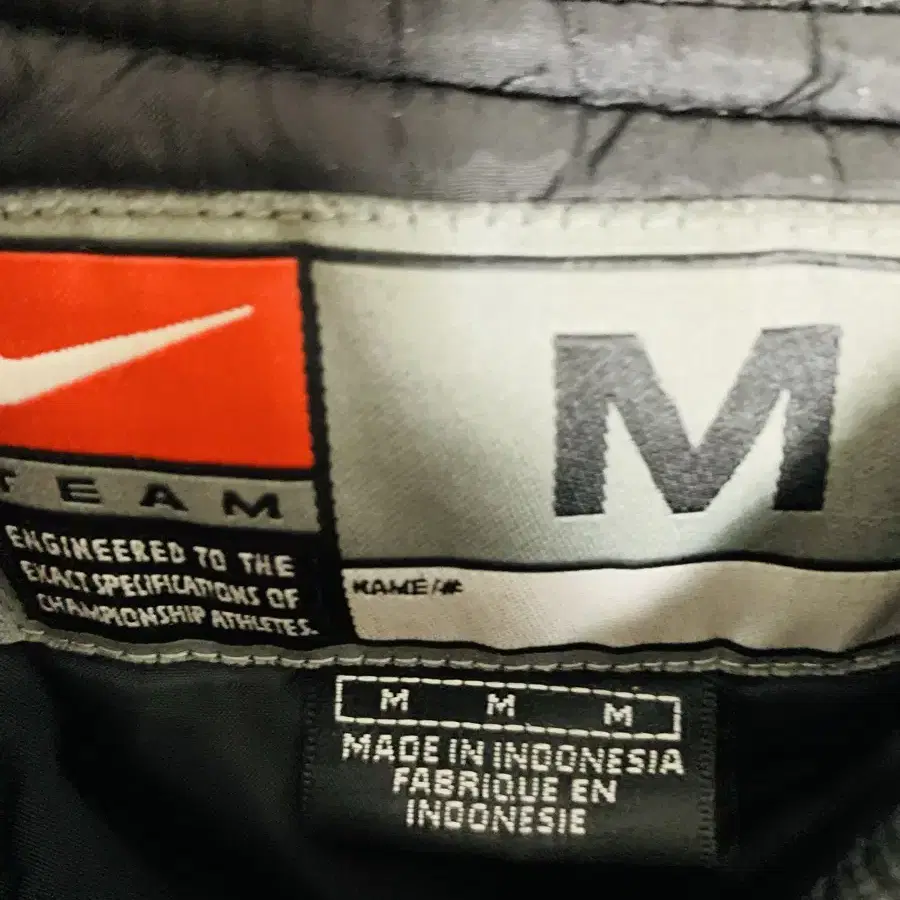 M
TEAM
ENGINEERED TO THE
EXACT SPECIFICATIONS OF
CHAMPIONSHIP ATHLETES.
NAME/#
M M M
MADE IN INDONESIA
FABRIQUE EN
INDONESIE